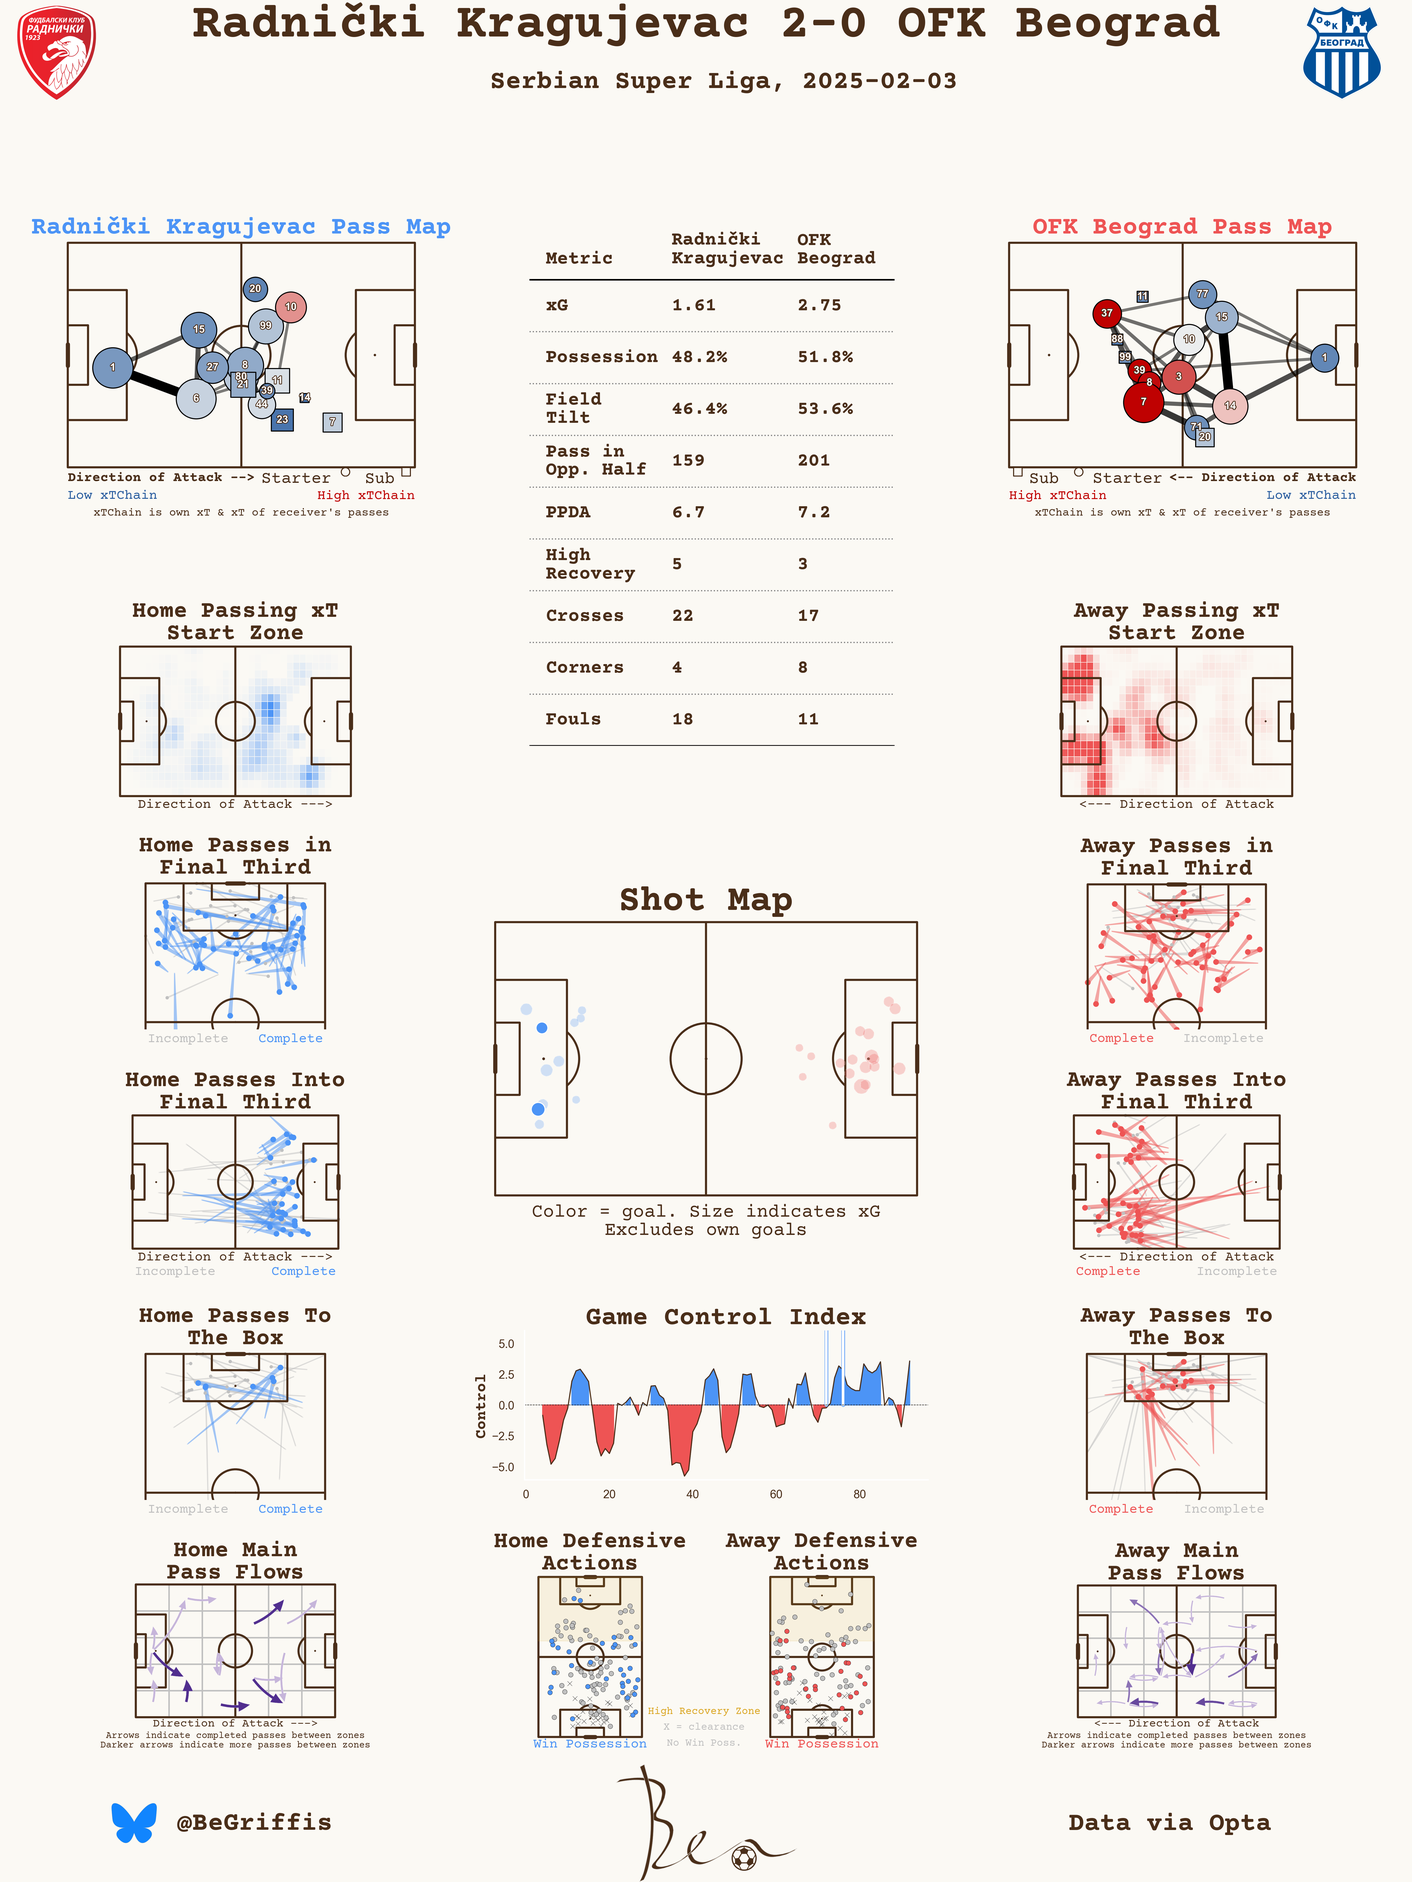 Radnički Kragujevac 2-0 OFK Beograd
Serbian Super Liga, 2025-02-03
ФУДБАЛСКИ КЛУБ
РАДНИЧКИ
1923
ОФК
БЕОГРАД
Radnički Kragujevac Pass Map
20
10
99
15
1
27
8
80
21
11
39
14
6
44
23
7
Direction of Attack --> Starter Sub
Low xTChain High xTChain
xTChain is own xT & xT of receiver's passes
Metric Radnički Kragujevac OFK Beograd
xG 1.61 2.75
Possession 48.2% 51.8%
Field Tilt 46.4% 53.6%
Pass in Opp. Half 159 201
PPDA 6.7 7.2
High Recovery 5 3
Crosses 22 17
Corners 4 8
Fouls 18 11
OFK Beograd Pass Map
11
77
37
15
88
10
99
1
39
3
8
7
14
71
20
Sub Starter <-- Direction of Attack
High xTChain Low xTChain
xTChain is own xT & xT of receiver's passes
Home Passing xT
Start Zone
Direction of Attack --->
Away Passing xT
Start Zone
<--- Direction of Attack
Home Passes in
Final Third
Incomplete Complete
Away Passes in
Final Third
Complete Incomplete
Shot Map
Color = goal. Size indicates xG
Excludes own goals
Home Passes Into
Final Third
Direction of Attack --->
Incomplete Complete
Away Passes Into
Final Third
<--- Direction of Attack
Complete Incomplete
Home Passes To
The Box
Incomplete Complete
Game Control Index
Control
5.0
2.5
0.0
−2.5
−5.0
0 20 40 60 80
Away Passes To
The Box
Complete Incomplete
Home Main
Pass Flows
Direction of Attack --->
Arrows indicate completed passes between zones
Darker arrows indicate more passes between zones
Home Defensive
Actions
Win Possession
Away Defensive
Actions
Win Possession
High Recovery Zone
X = clearance
No Win Poss.
Away Main
Pass Flows
<--- Direction of Attack
Arrows indicate completed passes between zones
Darker arrows indicate more passes between zones
@BeGriffis
Ben
Data via Opta